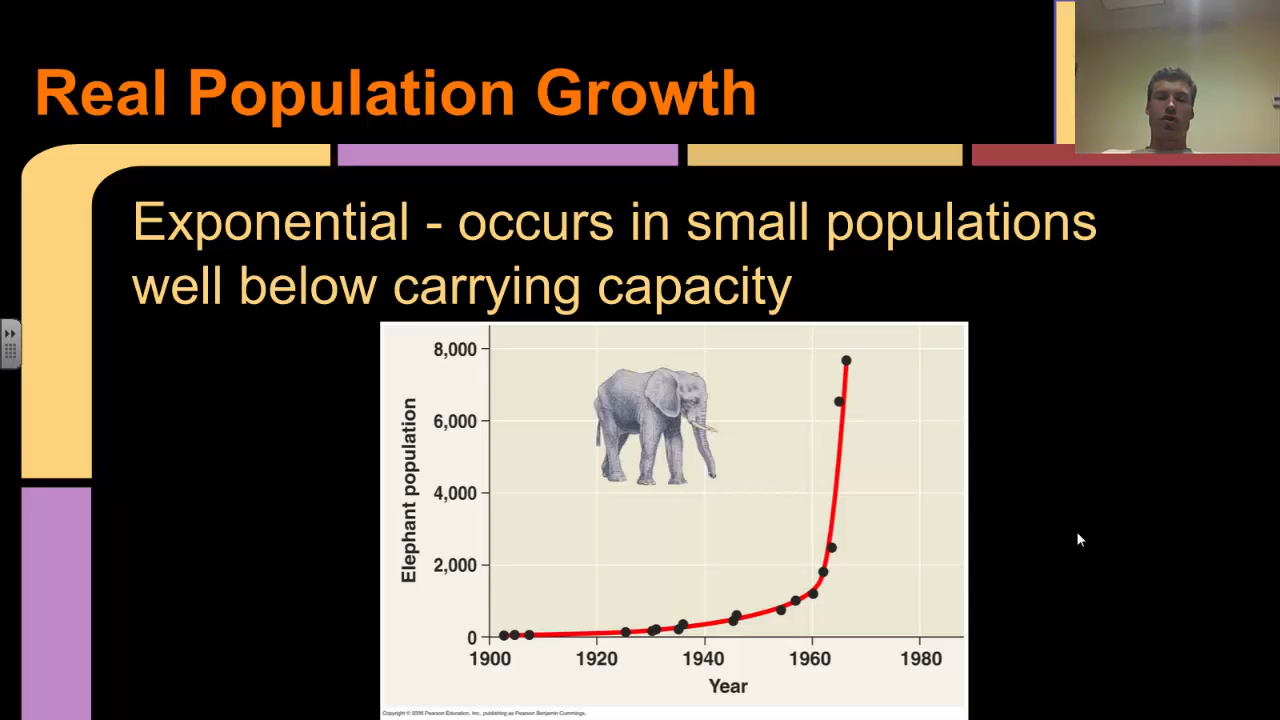 Real Population Growth
Exponential - occurs in small populations
well below carrying capacity
8,000
6,000
4,000
2,000
0
Elephant population
1900 1920 1940 1960 1980
Year
Copyright © 2008 Pearson Education, Inc., publishing as Pearson Benjamin Cummings.